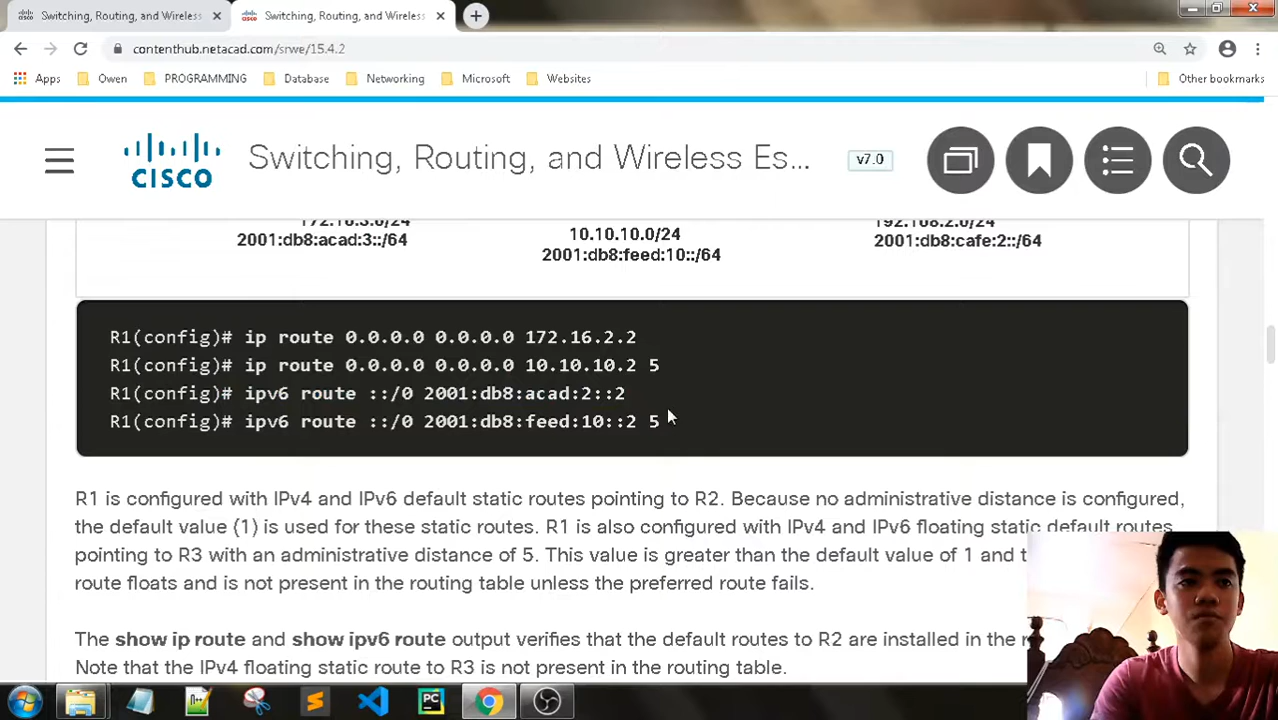 Switching, Routing, and Wireless
Switching, Routing, and Wireless
contenthub.netacad.com/srwe/15.4.2
Apps Owen PROGRAMMING Database Networking Microsoft Websites Other bookmarks
CISCO
Switching, Routing, and Wireless Es...
v7.0
172.16.3.0/24
2001:db8:acad:3::/64
10.10.10.0/24
2001:db8:feed:10::/64
192.168.2.0/24
2001:db8:cafe:2::/64
R1(config)# ip route 0.0.0.0 0.0.0.0 172.16.2.2
R1(config)# ip route 0.0.0.0 0.0.0.0 10.10.10.2 5
R1(config)# ipv6 route ::/0 2001:db8:acad:2::2
R1(config)# ipv6 route ::/0 2001:db8:feed:10::2 5
R1 is configured with IPv4 and IPv6 default static routes pointing to R2. Because no administrative distance is configured,
the default value (1) is used for these static routes. R1 is also configured with IPv4 and IPv6 floating static default routes
pointing to R3 with an administrative distance of 5. This value is greater than the default value of 1 and
route floats and is not present in the routing table unless the preferred route fails.
The show ip route and show ipv6 route output verifies that the default routes to R2 are installed in the
Note that the IPv4 floating static route to R3 is not present in the routing table.
PC